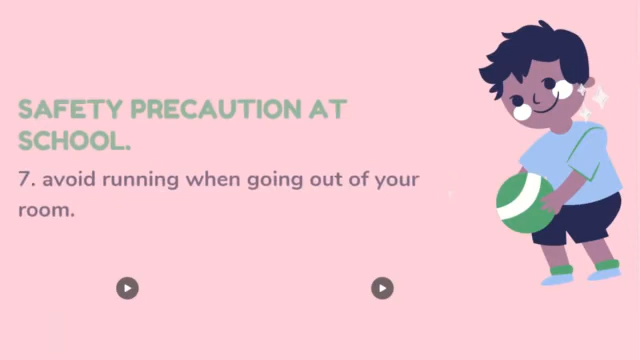 SAFETY PRECAUTION AT
SCHOOL.
7. avoid running when going out of your
room.